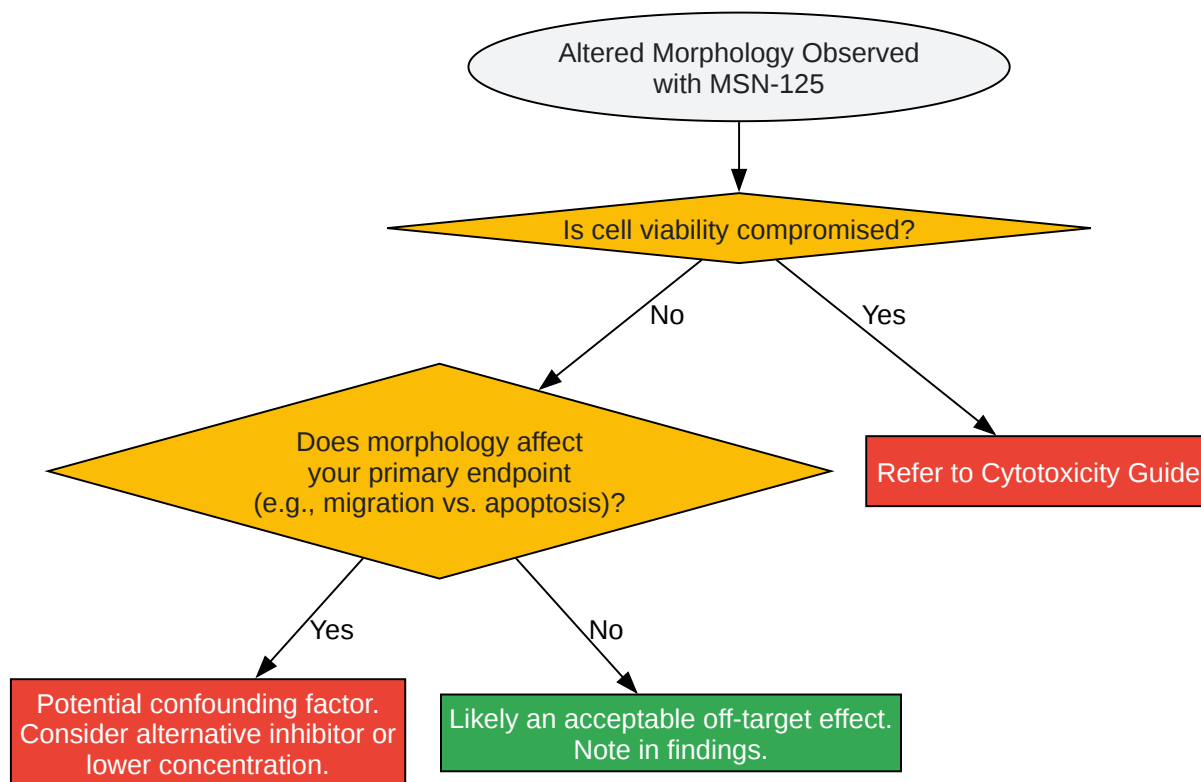 Altered Morphology Observed
with MSN-125
Is cell viability compromised?
No
Yes
Does morphology affect
your primary endpoint
(e.g., migration vs. apoptosis)?
Refer to Cytotoxicity Guide
Yes
No
Potential confounding factor.
Consider alternative inhibitor or
lower concentration.
Likely an acceptable off-target effect.
Note in findings.